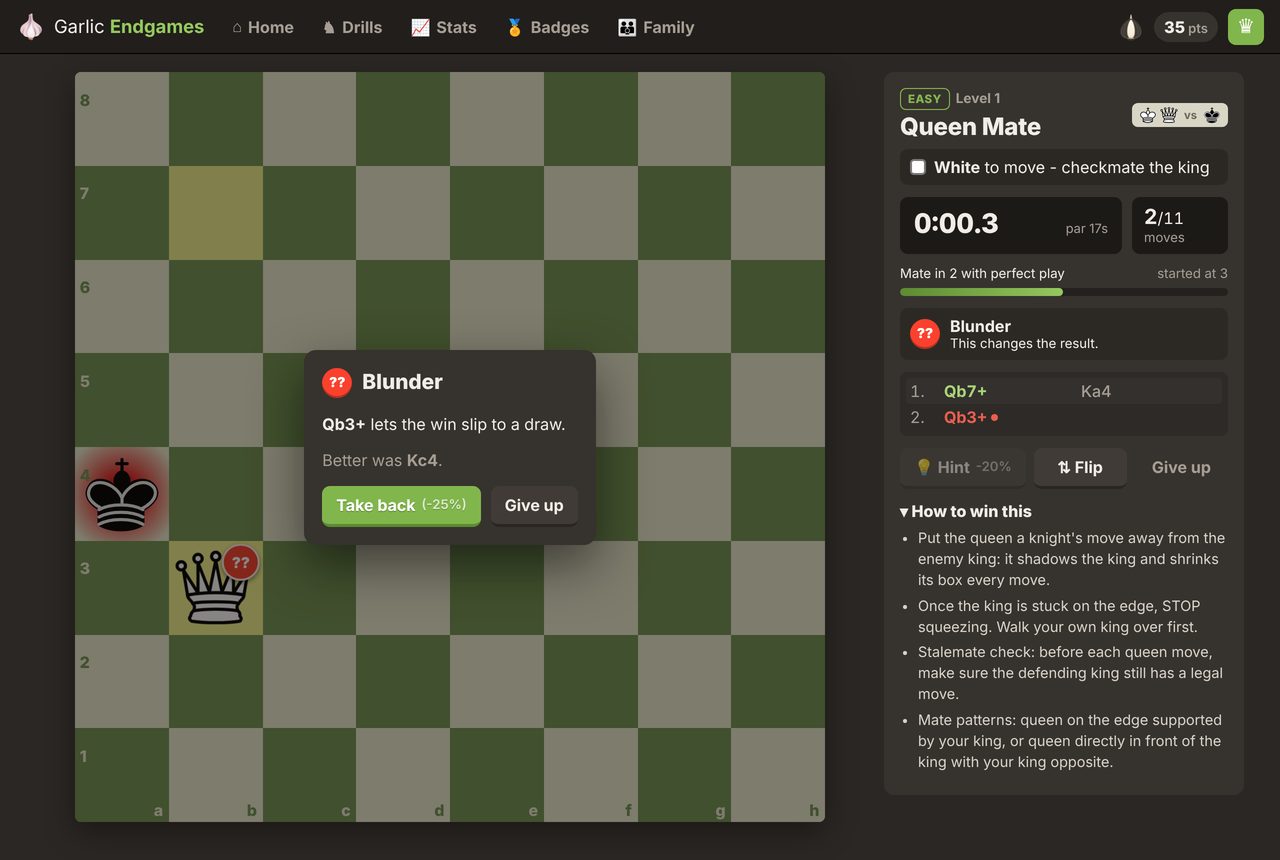 Garlic Endgames
Home
Drills
Stats
Badges
Family
35 pts
8
7
6
5
4
3
2
1
a b c d e f g h
??
?? Blunder
Qb3+ lets the win slip to a draw.
Better was Kc4.
Take back (-25%)
Give up
EASY Level 1
Queen Mate
vs
White to move - checkmate the king
0:00.3
par 17s
2/11
moves
Mate in 2 with perfect play
started at 3
?? Blunder
This changes the result.
1. Qb7+ Ka4
2. Qb3+
Hint -20%
Flip
Give up
How to win this
• Put the queen a knight's move away from the
enemy king: it shadows the king and shrinks
its box every move.
• Once the king is stuck on the edge, STOP
squeezing. Walk your own king over first.
• Stalemate check: before each queen move,
make sure the defending king still has a legal
move.
• Mate patterns: queen on the edge supported
by your king, or queen directly in front of the
king with your king opposite.